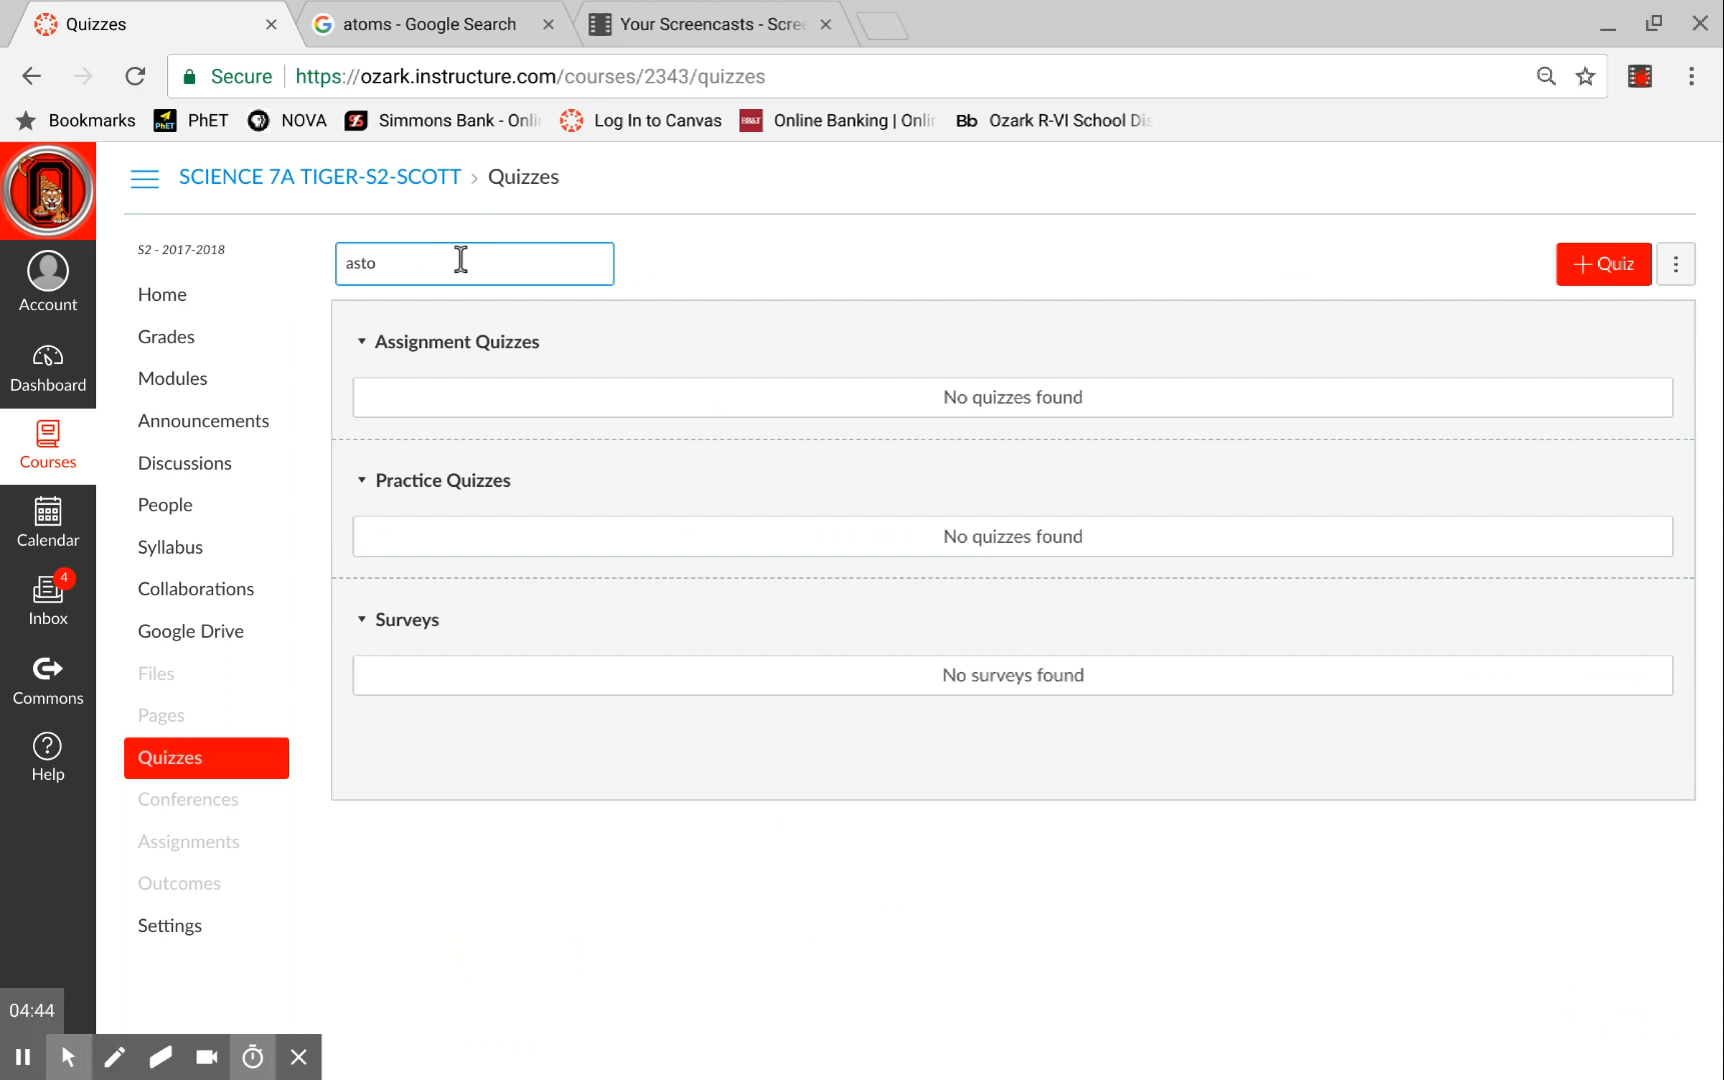 Quizzes
atoms - Google Search
Your Screencasts - Scre
Secure
https://ozark.instructure.com/courses/2343/quizzes
Bookmarks
PhET
PhET
NOVA
Simmons Bank - Onli
Log In to Canvas
BB&T
Online Banking | Onlin
Bb
Ozark R-VI School Dis
SCIENCE 7A TIGER-S2-SCOTT › Quizzes
S2 - 2017-2018
asto
+ Quiz
Account
Dashboard
Courses
Calendar
4
Inbox
Commons
?
Help
Home
Grades
Modules
Announcements
Discussions
People
Syllabus
Collaborations
Google Drive
Files
Pages
Quizzes
Conferences
Assignments
Outcomes
Settings
Assignment Quizzes
No quizzes found
Practice Quizzes
No quizzes found
Surveys
No surveys found
04:44